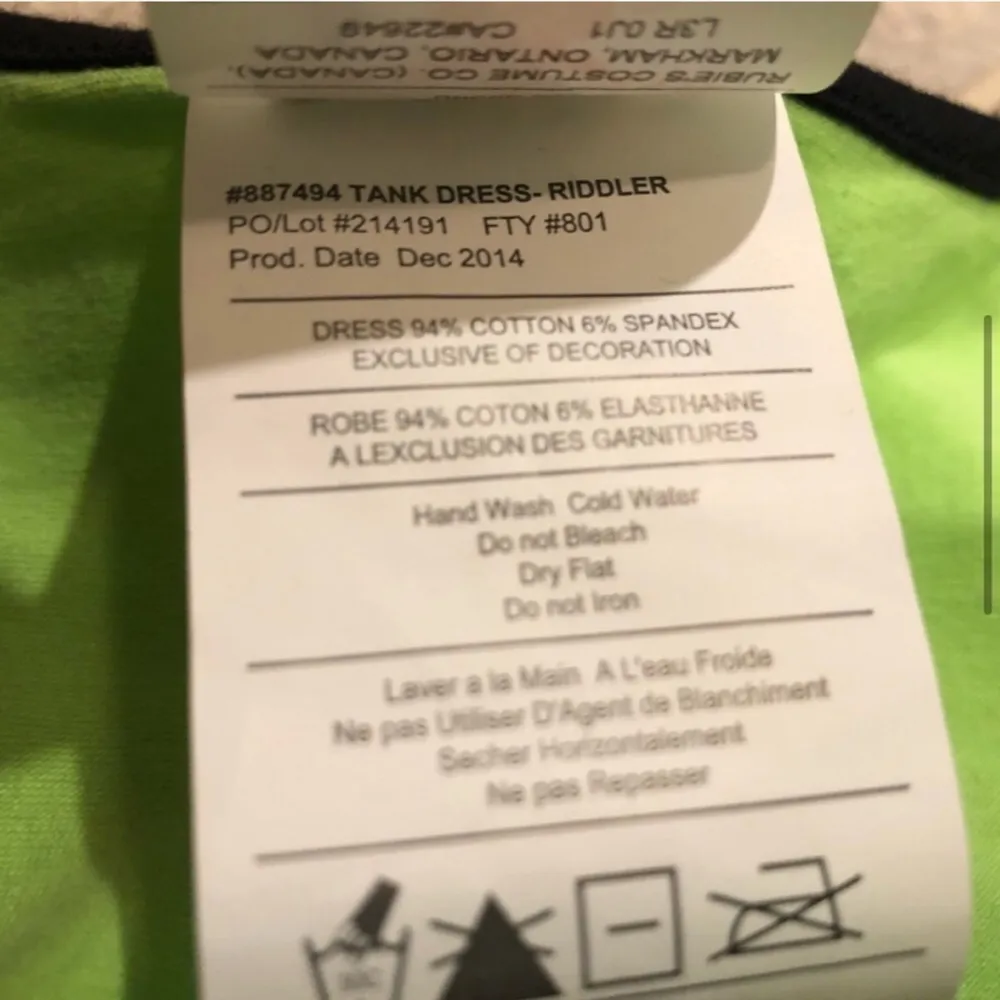 RUBIE'S COSTUME CO. (CANADA),
MARKHAM, ONTARIO, CANADA
L3R 0J1 CA#22649
#887494 TANK DRESS- RIDDLER
PO/Lot #214191 FTY #801
Prod. Date Dec 2014
DRESS 94% COTTON 6% SPANDEX
EXCLUSIVE OF DECORATION
ROBE 94% COTON 6% ELASTHANNE
A LEXCLUSION DES GARNITURES
Hand Wash Cold Water
Do not Bleach
Dry Flat
Do not Iron
Laver a la Main A L'eau Froide
Ne pas Utiliser D'Agent de Blanchiment
Secher Horizontalement
Ne pas Repasser